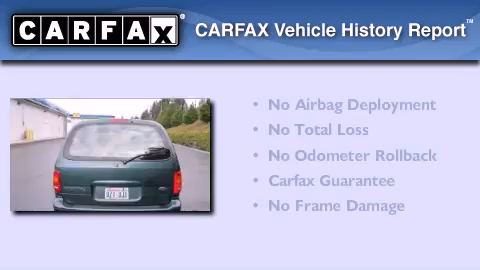 CARFAX® CARFAX Vehicle History Report™
• No Airbag Deployment
• No Total Loss
• No Odometer Rollback
• Carfax Guarantee
• No Frame Damage